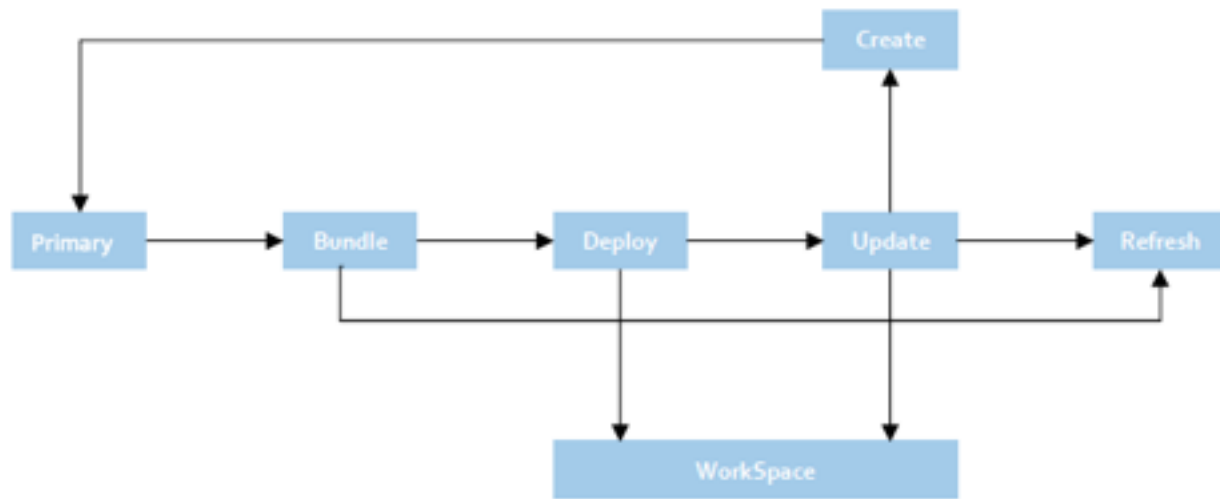 Create
Primary
Bundle
Deploy
Update
Refresh
WorkSpace